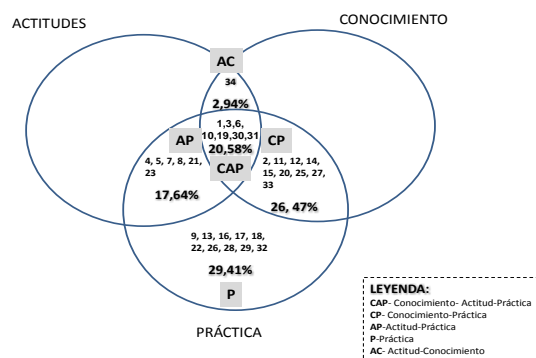 ACTITUDES
CONOCIMIENTO
AC
34
2,94%
1,3,6,
10,19,30,31
20,58%
CAP
AP
4, 5, 7, 8, 21,
23
17,64%
CP
2, 11, 12, 14,
15, 20, 25, 27,
33
26, 47%
9, 13, 16, 17, 18,
22, 26, 28, 29, 32
29,41%
P
PRÁCTICA
LEYENDA:
CAP- Conocimiento- Actitud-Práctica
CP- Conocimiento-Práctica
AP-Actitud-Práctica
P-Práctica
AC- Actitud-Conocimiento